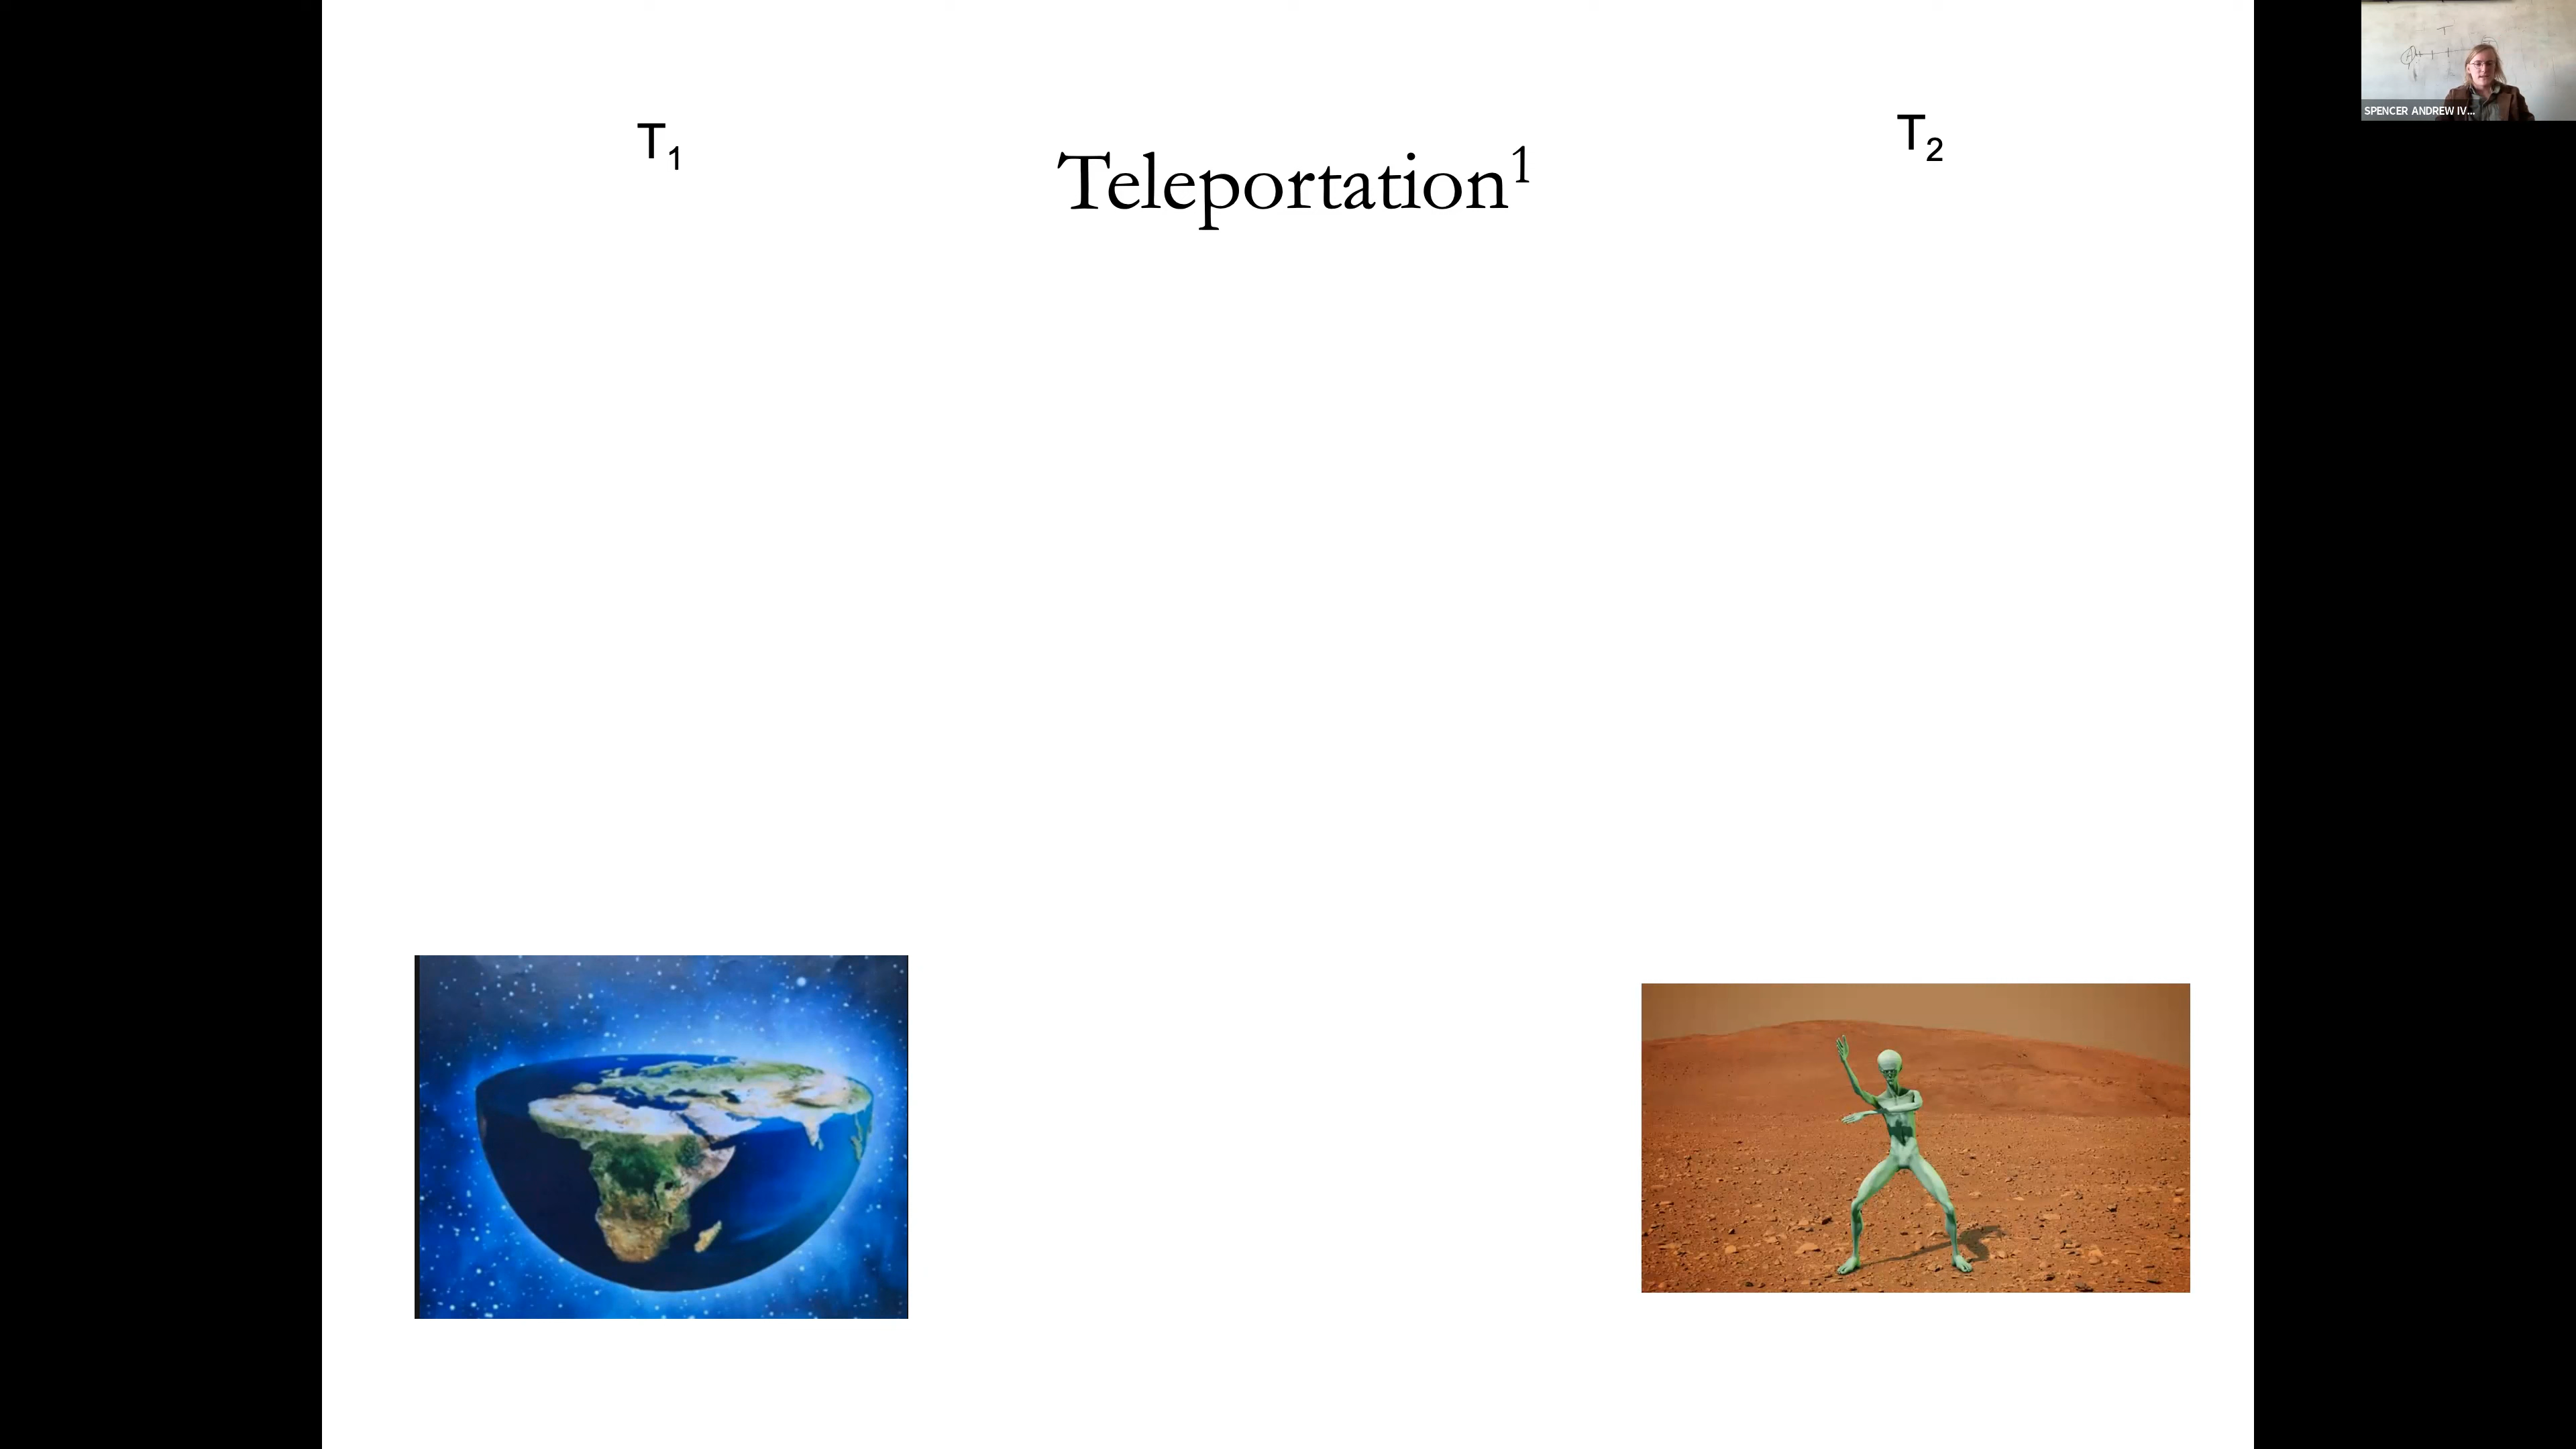 T₁
Teleportation¹
T₂
SPENCER ANDREW IV...